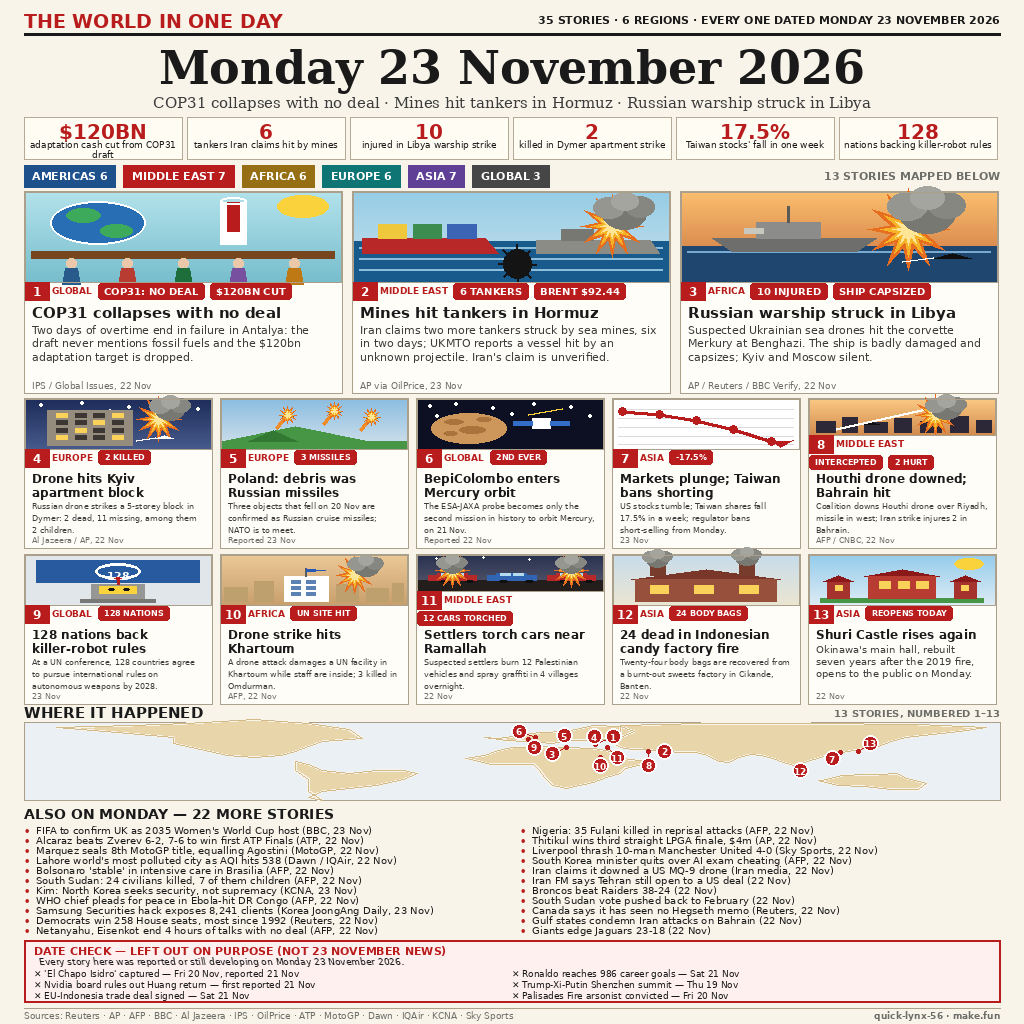 THE WORLD IN ONE DAY
35 STORIES · 6 REGIONS · EVERY ONE DATED MONDAY 23 NOVEMBER 2026
Monday 23 November 2026
COP31 collapses with no deal · Mines hit tankers in Hormuz · Russian warship struck in Libya
$120BN
adaptation cash cut from COP31
draft
6
tankers Iran claims hit by mines
10
injured in Libya warship strike
2
killed in Dymer apartment strike
17.5%
Taiwan stocks' fall in one week
128
nations backing killer-robot rules
AMERICAS 6
MIDDLE EAST 7
AFRICA 6
EUROPE 6
ASIA 7
GLOBAL 3
13 STORIES MAPPED BELOW
1 GLOBAL COP31: NO DEAL $120BN CUT
COP31 collapses with no deal
Two days of overtime end in failure in Antalya: the
draft never mentions fossil fuels and the $120bn
adaptation target is dropped.
IPS / Global Issues, 22 Nov
2 MIDDLE EAST 6 TANKERS BRENT $92.44
Mines hit tankers in Hormuz
Iran claims two more tankers struck by sea mines, six
in two days; UKMTO reports a vessel hit by an
unknown projectile. Iran's claim is unverified.
AP via OilPrice, 23 Nov
3 AFRICA 10 INJURED SHIP CAPSIZED
Russian warship struck in Libya
Suspected Ukrainian sea drones hit the corvette
Merkury at Benghazi. The ship is badly damaged and
capsizes; Kyiv and Moscow silent.
AP / Reuters / BBC Verify, 22 Nov
4 EUROPE 2 KILLED
Drone hits Kyiv
apartment block
Russian drone strikes a 5-storey block in
Dymer: 2 dead, 11 missing, among them
2 children.
Al Jazeera / AP, 22 Nov
5 EUROPE 3 MISSILES
Poland: debris was
Russian missiles
Three objects that fell on 20 Nov are
confirmed as Russian cruise missiles;
NATO is to meet.
Reported 23 Nov
6 GLOBAL 2ND EVER
BepiColombo enters
Mercury orbit
The ESA-JAXA probe becomes only the
second mission in history to orbit Mercury,
on 21 Nov.
Reported 22 Nov
7 ASIA -17.5%
Markets plunge; Taiwan
bans shorting
US stocks tumble; Taiwan shares fall
17.5% in a week; regulator bans
short-selling from Monday.
23 Nov
8 MIDDLE EAST
INTERCEPTED 2 HURT
Houthi drone downed;
Bahrain hit
Coalition downs Houthi drone over Riyadh,
missile in west; Iran strike injures 2 in
Bahrain.
AFP / CNBC, 22 Nov
128
9 GLOBAL 128 NATIONS
128 nations back
killer-robot rules
At a UN conference, 128 countries agree
to pursue international rules on
autonomous weapons by 2028.
23 Nov
10 AFRICA UN SITE HIT
Drone strike hits
Khartoum
A drone attack damages a UN facility in
Khartoum while staff are inside; 3 killed in
Omdurman.
AFP, 22 Nov
11 MIDDLE EAST
12 CARS TORCHED
Settlers torch cars near
Ramallah
Suspected settlers burn 12 Palestinian
vehicles and spray graffiti in 4 villages
overnight.
22 Nov
12 ASIA 24 BODY BAGS
24 dead in Indonesian
candy factory fire
Twenty-four body bags are recovered from
a burnt-out sweets factory in Cikande,
Banten.
22 Nov
13 ASIA REOPENS TODAY
Shuri Castle rises again
Okinawa's main hall, rebuilt
seven years after the 2019 fire,
opens to the public on Monday.
22 Nov
WHERE IT HAPPENED
13 STORIES, NUMBERED 1–13
6
9
5
3
4
1
10
11
8
2
12
7
13
ALSO ON MONDAY — 22 MORE STORIES
• FIFA to confirm UK as 2035 Women's World Cup host (BBC, 23 Nov)
• Alcaraz beats Zverev 6-2, 7-6 to win first ATP Finals (ATP, 22 Nov)
• Marquez seals 8th MotoGP title, equalling Agostini (MotoGP, 22 Nov)
• Lahore world's most polluted city as AQI hits 538 (Dawn / IQAir, 22 Nov)
• Bolsonaro 'stable' in intensive care in Brasilia (AFP, 22 Nov)
• South Sudan: 24 civilians killed, 7 of them children (AFP, 22 Nov)
• Kim: North Korea seeks security, not supremacy (KCNA, 23 Nov)
• WHO chief pleads for peace in Ebola-hit DR Congo (AFP, 22 Nov)
• Samsung Securities hack exposes 8,241 clients (Korea JoongAng Daily, 23 Nov)
• Democrats win 258 House seats, most since 1992 (Reuters, 22 Nov)
• Netanyahu, Eisenkot end 4 hours of talks with no deal (AFP, 22 Nov)
• Nigeria: 35 Fulani killed in reprisal attacks (AFP, 22 Nov)
• Thitikul wins third straight LPGA finale, $4m (AP, 22 Nov)
• Liverpool thrash 10-man Manchester United 4-0 (Sky Sports, 22 Nov)
• South Korea minister quits over AI exam cheating (AFP, 22 Nov)
• Iran claims it downed a US MQ-9 drone (Iran media, 22 Nov)
• Iran FM says Tehran still open to a US deal (22 Nov)
• Broncos beat Raiders 38-24 (22 Nov)
• South Sudan vote pushed back to February (22 Nov)
• Canada says it has seen no Hegseth memo (Reuters, 22 Nov)
• Gulf states condemn Iran attacks on Bahrain (22 Nov)
• Giants edge Jaguars 23-18 (22 Nov)
DATE CHECK — LEFT OUT ON PURPOSE (NOT 23 NOVEMBER NEWS)
Every story here was reported or still developing on Monday 23 November 2026.
✕ 'El Chapo Isidro' captured — Fri 20 Nov, reported 21 Nov
✕ Nvidia board rules out Huang return — first reported 21 Nov
✕ EU-Indonesia trade deal signed — Sat 21 Nov
✕ Ronaldo reaches 986 career goals — Sat 21 Nov
✕ Trump-Xi-Putin Shenzhen summit — Thu 19 Nov
✕ Palisades Fire arsonist convicted — Fri 20 Nov
Sources: Reuters · AP · AFP · BBC · Al Jazeera · IPS · OilPrice · ATP · MotoGP · Dawn · IQAir · KCNA · Sky Sports
quick-lynx-56 · make.fun